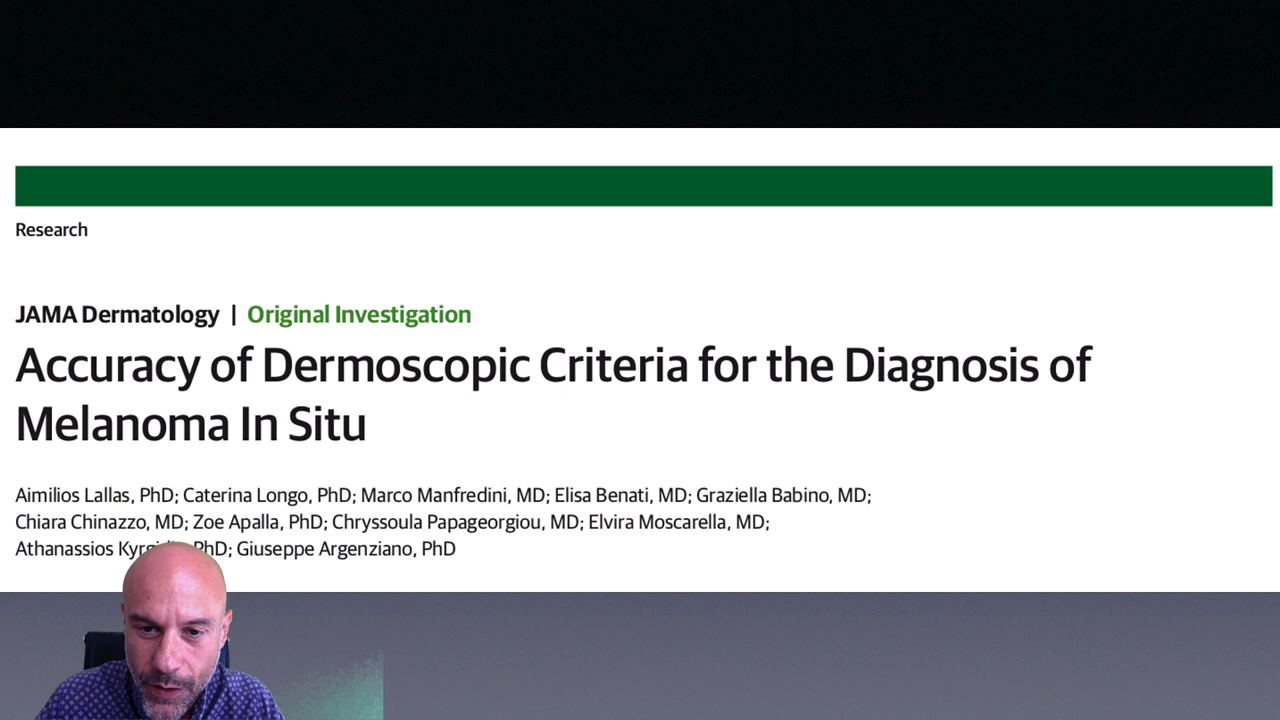 Research
JAMA Dermatology | Original Investigation
Accuracy of Dermoscopic Criteria for the Diagnosis of
Melanoma In Situ
Aimilios Lallas, PhD; Caterina Longo, PhD; Marco Manfredini, MD; Elisa Benati, MD; Graziella Babino, MD;
Chiara Chinazzo, MD; Zoe Apalla, PhD; Chryssoula Papageorgiou, MD; Elvira Moscarella, MD;
Athanassios PhD; Giuseppe Argenziano, PhD